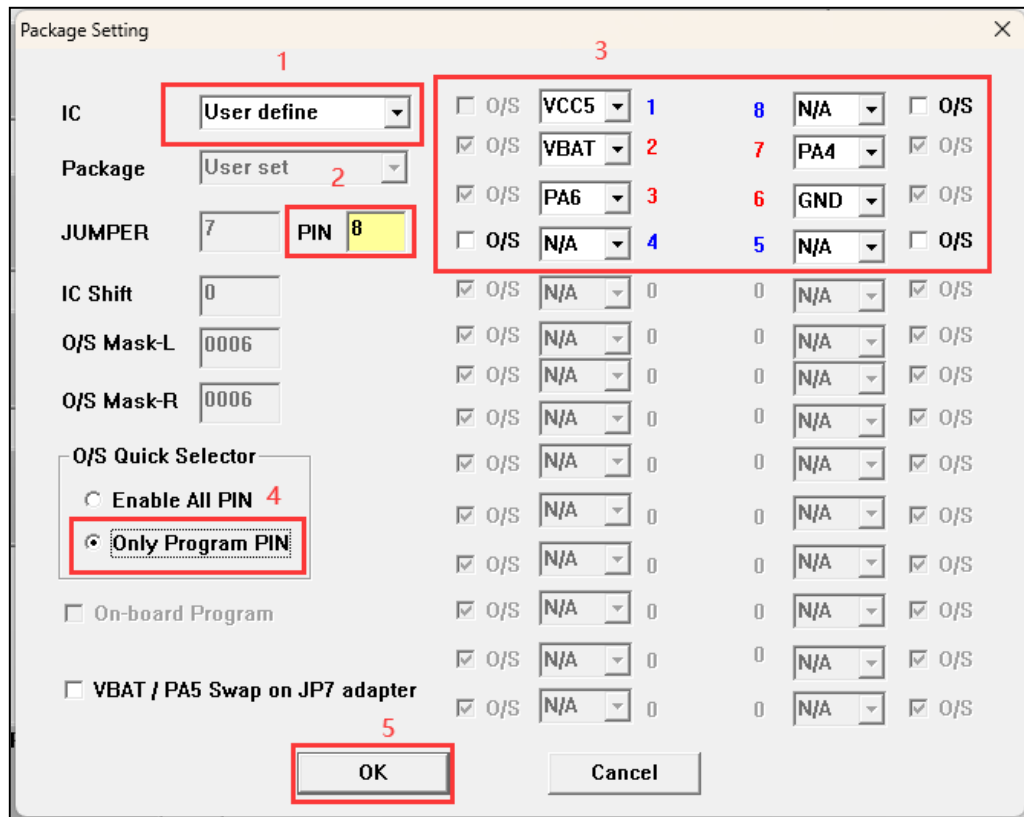 Package Setting
1
3
IC User define
O/S VCC5 1 8 N/A O/S
O/S VBAT 2 7 PA4 O/S
Package User set
2
O/S PA6 3 6 GND O/S
JUMPER 7 PIN 8
O/S N/A 4 5 N/A O/S
IC Shift 0
O/S N/A 0 0 N/A O/S
O/S Mask-L 0006
O/S N/A 0 0 N/A O/S
O/S N/A 0 0 N/A O/S
O/S Mask-R 0006
O/S N/A 0 0 N/A O/S
O/S Quick Selector
O/S N/A 0 0 N/A O/S
Enable All PIN 4
O/S N/A 0 0 N/A O/S
Only Program PIN
O/S N/A 0 0 N/A O/S
On-board Program
O/S N/A 0 0 N/A O/S
O/S N/A 0 0 N/A O/S
VBAT / PA5 Swap on JP7 adapter
O/S N/A 0 0 N/A O/S
5
OK Cancel